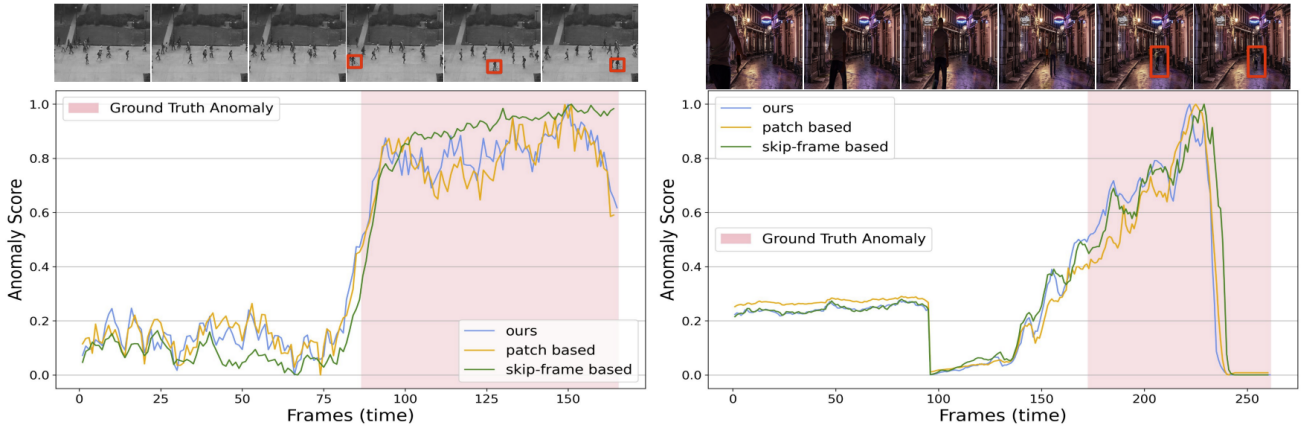 1.0
0.8
0.6
0.4
0.2
0.0
Anomaly Score
Ground Truth Anomaly
ours
patch based
skip-frame based
0
25
50
75
100
125
150
Frames (time)
1.0
0.8
0.6
0.4
0.2
0.0
Anomaly Score
ours
patch based
skip-frame based
Ground Truth Anomaly
0
50
100
150
200
250
Frames (time)